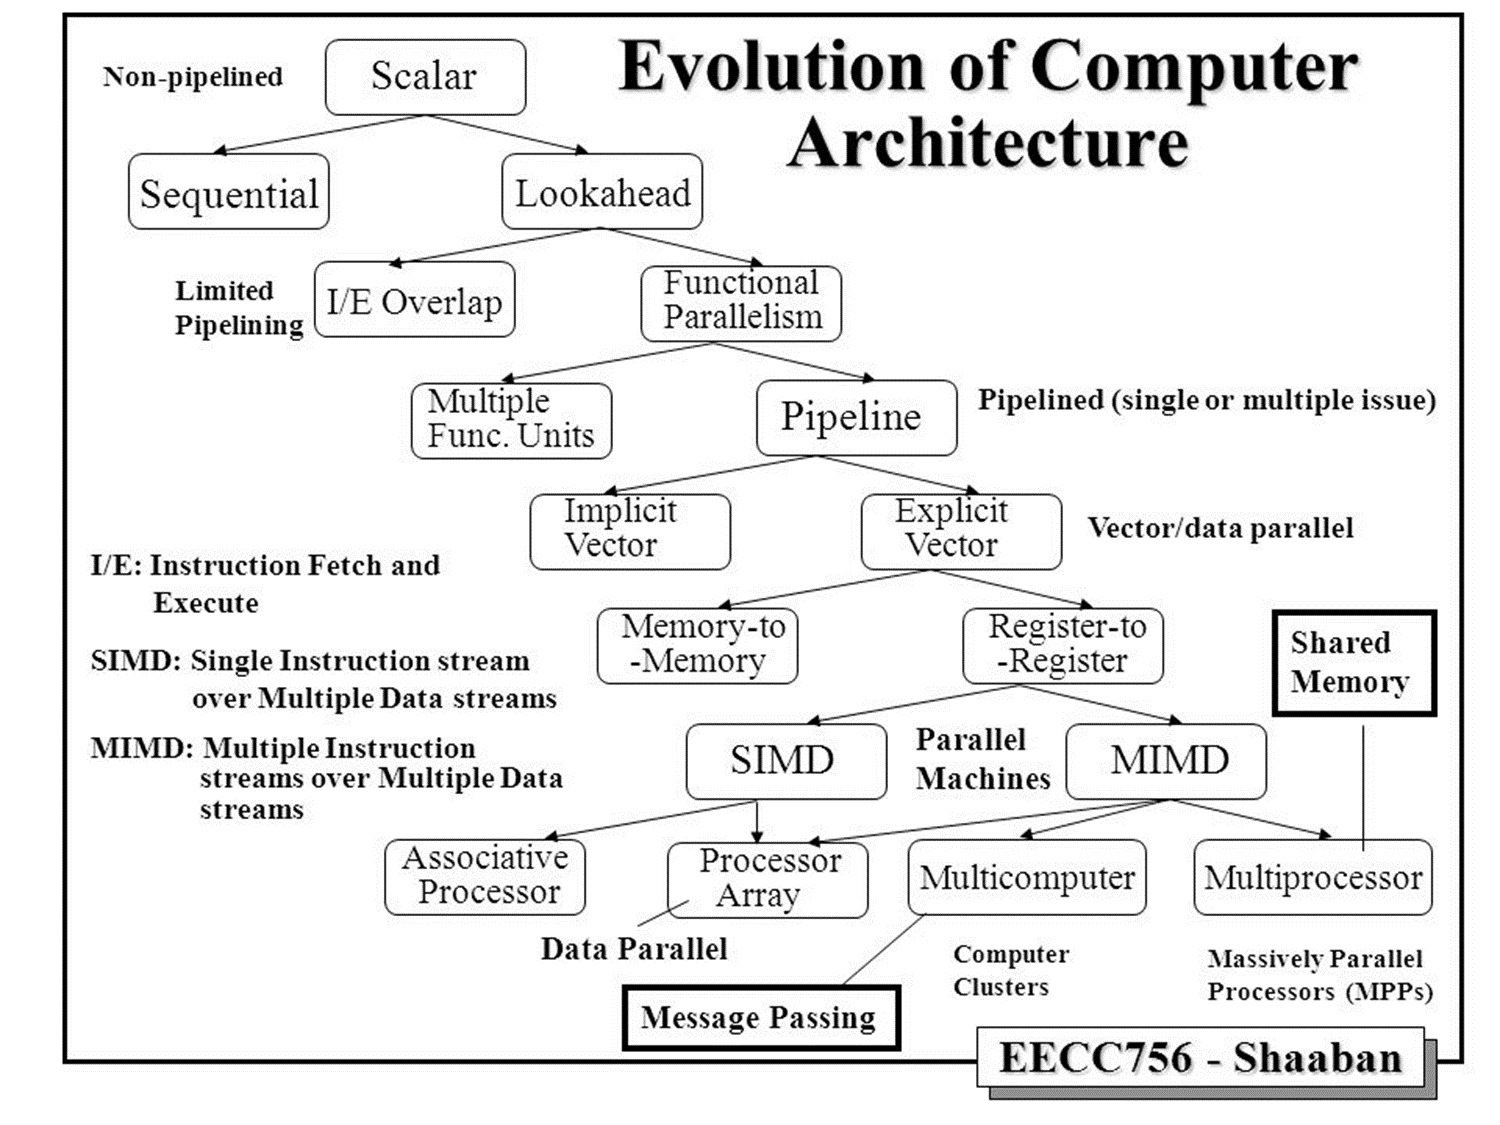 Evolution of Computer
Architecture
Non-pipelined
Scalar
Sequential
Lookahead
Limited
Pipelining
I/E Overlap
Functional
Parallelism
Multiple
Func. Units
Pipeline
Pipelined (single or multiple issue)
Implicit
Vector
Explicit
Vector
Vector/data parallel
I/E: Instruction Fetch and
Execute
SIMD: Single Instruction stream
over Multiple Data streams
MIMD: Multiple Instruction
streams over Multiple Data
streams
Memory-to
-Memory
Register-to
-Register
Shared
Memory
SIMD
Parallel
Machines
MIMD
Associative
Processor
Processor
Array
Multicomputer
Multiprocessor
Data Parallel
Message Passing
Computer
Clusters
Massively Parallel
Processors (MPPs)
EECC756 - Shaaban